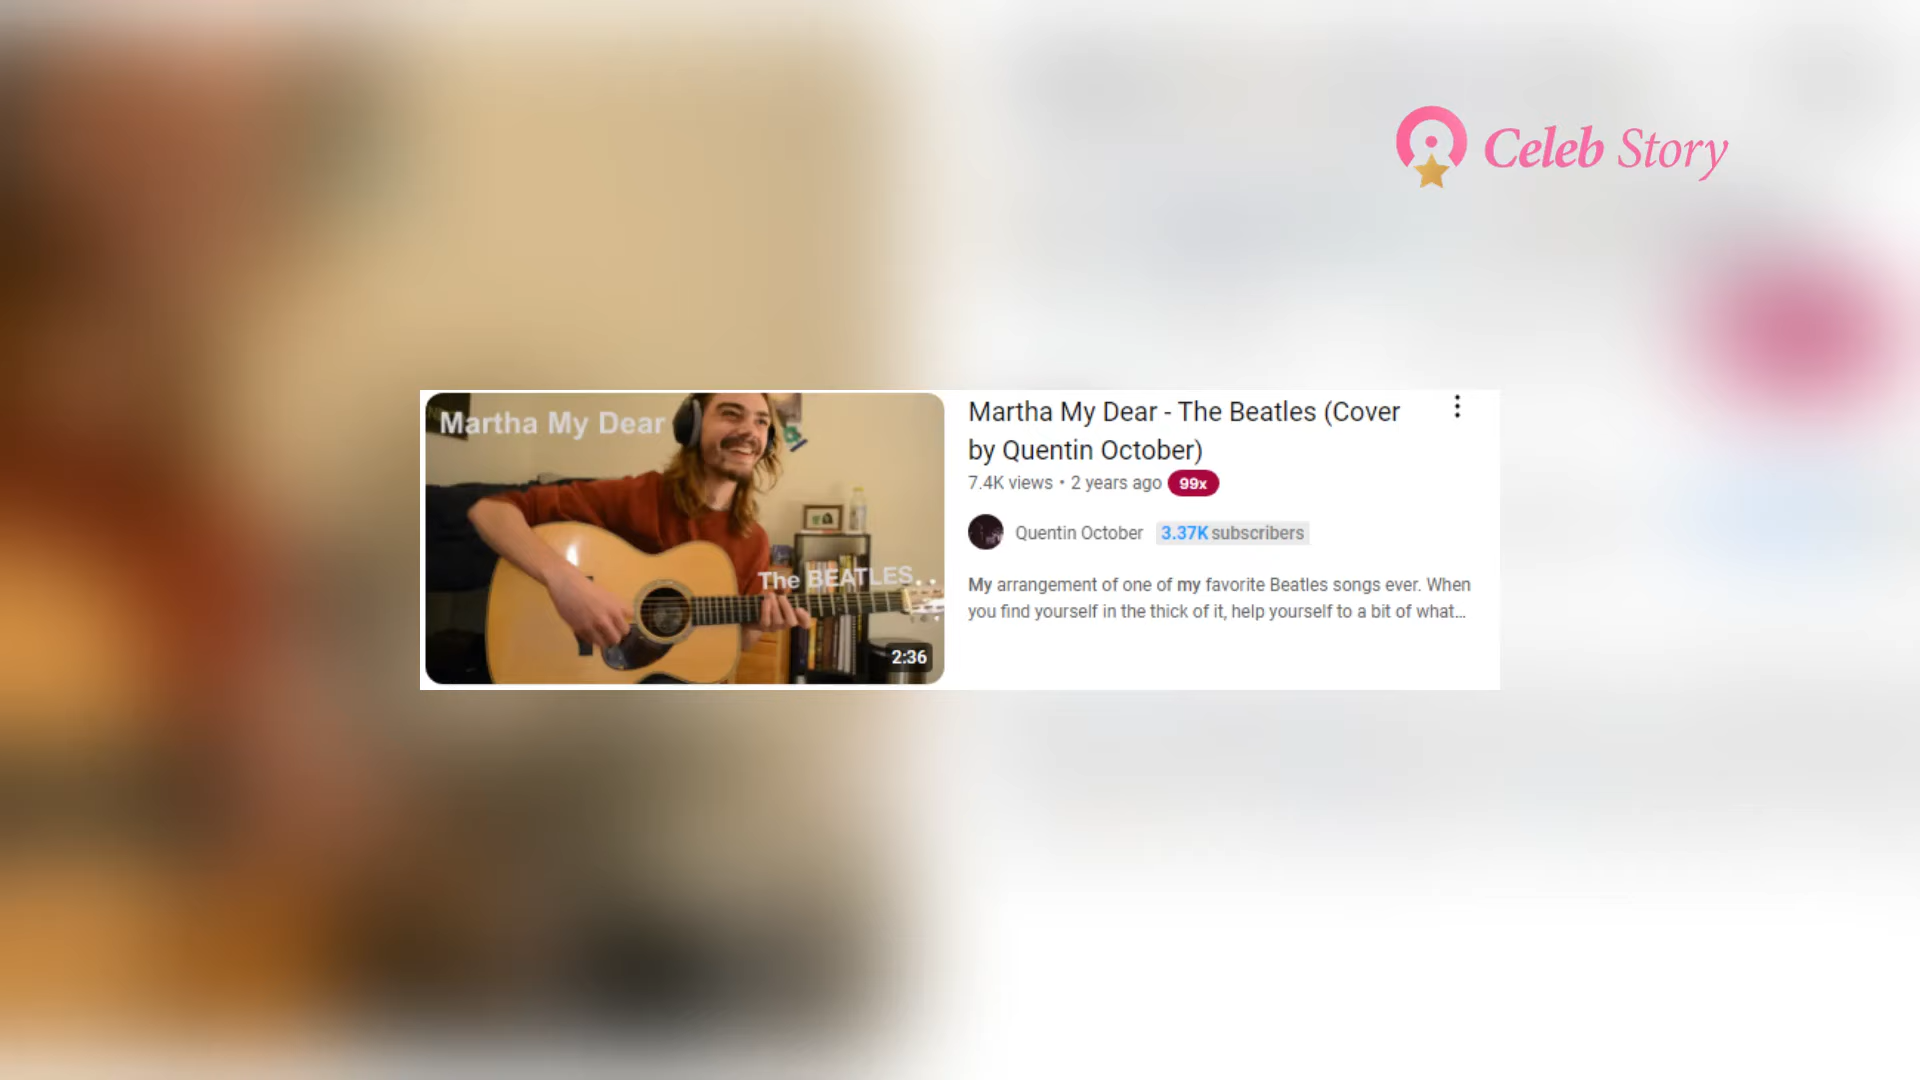 Celeb Story
Martha My Dear
The BEATLES..
2:36
Martha My Dear - The Beatles (Cover
by Quentin October)
7.4K views • 2 years ago 99x
Quentin October 3.37K subscribers
My arrangement of one of my favorite Beatles songs ever. When
you find yourself in the thick of it, help yourself to a bit of what...